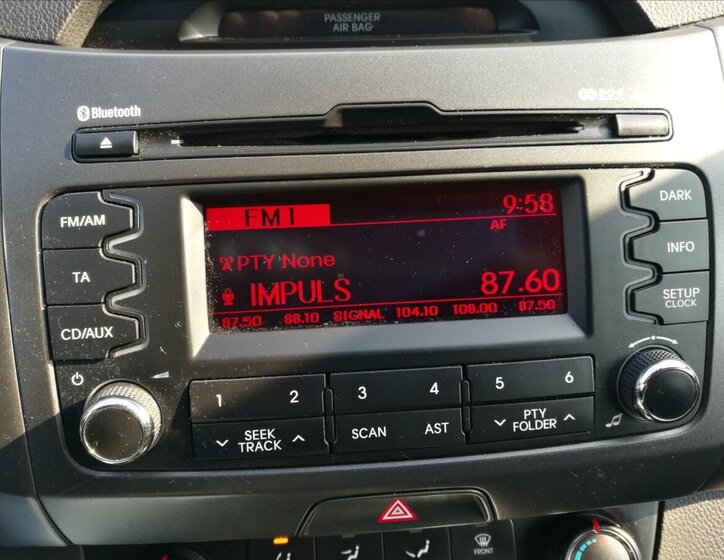 PASSENGER
AIR BAG
Bluetooth
RDS
FM/AM
TA
CD/AUX
FM1
9:58
AF
PTY None
IMPULS
87.60
87.50 88.10 SIGNAL 104.10 108.00 87.50
DARK
INFO
SETUP
CLOCK
1 2 3 4 5 6
SEEK
TRACK
SCAN
AST
PTY
FOLDER
FRONT